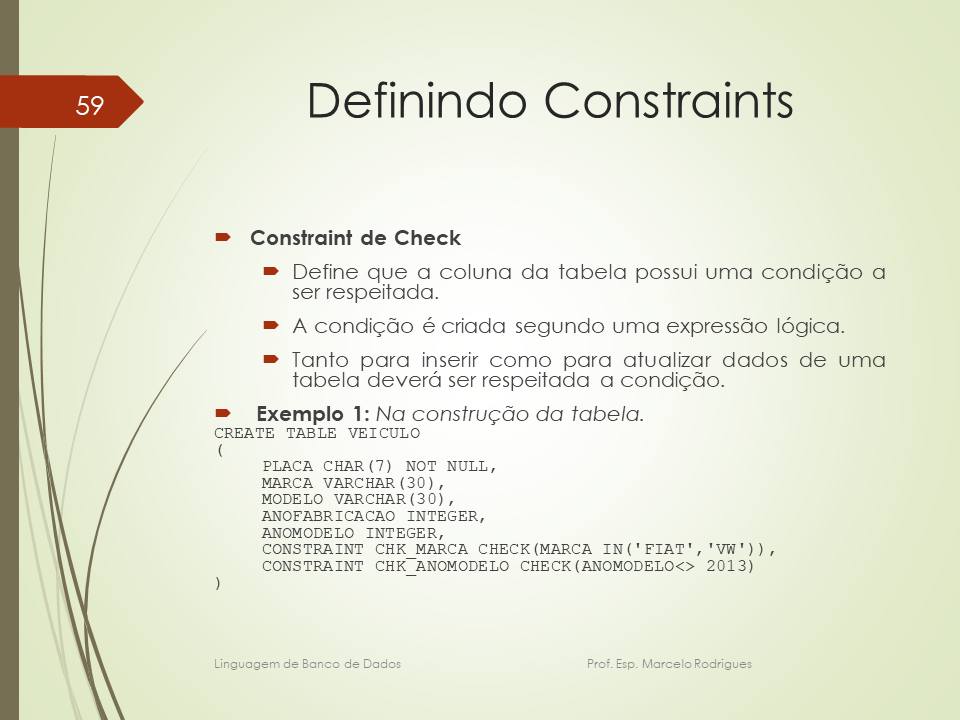 59
Definindo Constraints
Constraint de Check
Define que a coluna da tabela possui uma condição a
ser respeitada.
A condição é criada segundo uma expressão lógica.
Tanto para inserir como para atualizar dados de uma
tabela deverá ser respeitada a condição.
Exemplo 1: Na construção da tabela.
CREATE TABLE VEICULO
(
PLACA CHAR(7) NOT NULL,
MARCA VARCHAR(30),
MODELO VARCHAR(30),
ANOFABRICACAO INTEGER,
ANOMODELO INTEGER,
CONSTRAINT CHK_MARCA CHECK(MARCA IN('FIAT','VW')),
CONSTRAINT CHK_ANOMODELO CHECK(ANOMODELO<> 2013)
)
Linguagem de Banco de Dados Prof. Esp. Marcelo Rodrigues